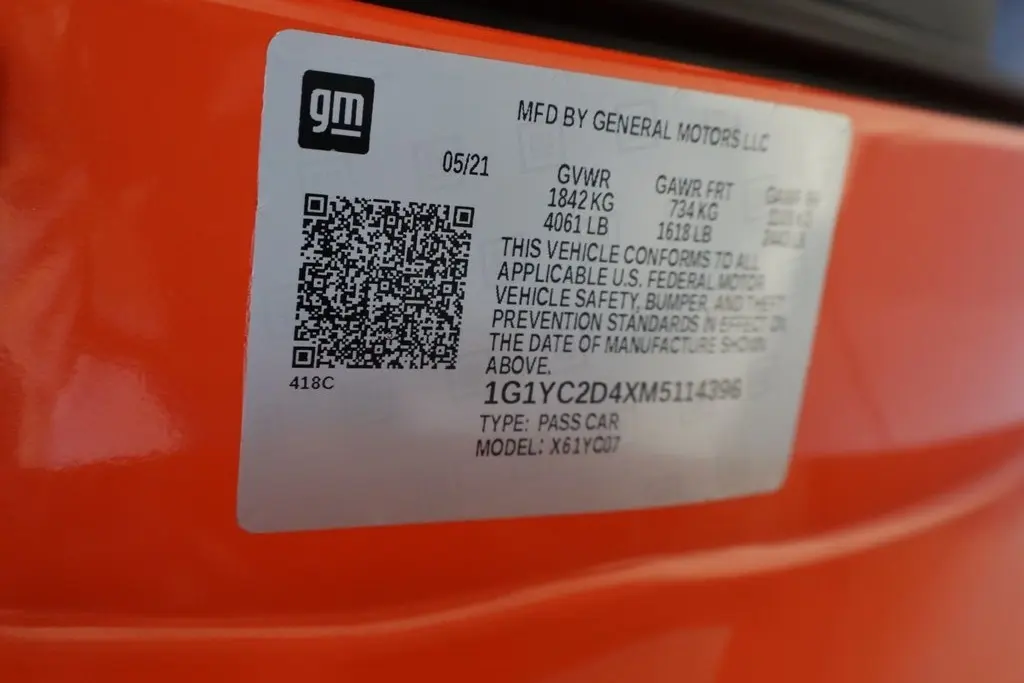 gm
MFD BY GENERAL MOTORS LLC
05/21
GVWR GAWR FRT
1842 KG 734 KG
4061 LB 1618 LB
THIS VEHICLE CONFORMS TO ALL
APPLICABLE U.S. FEDERAL MOTOR
VEHICLE SAFETY, BUMPER, AND THEFT
PREVENTION STANDARDS IN EFFECT ON
THE DATE OF MANUFACTURE SHOWN
ABOVE.
418C
1G1YC2D4XM5114396
TYPE: PASS CAR
MODEL: X61YC07